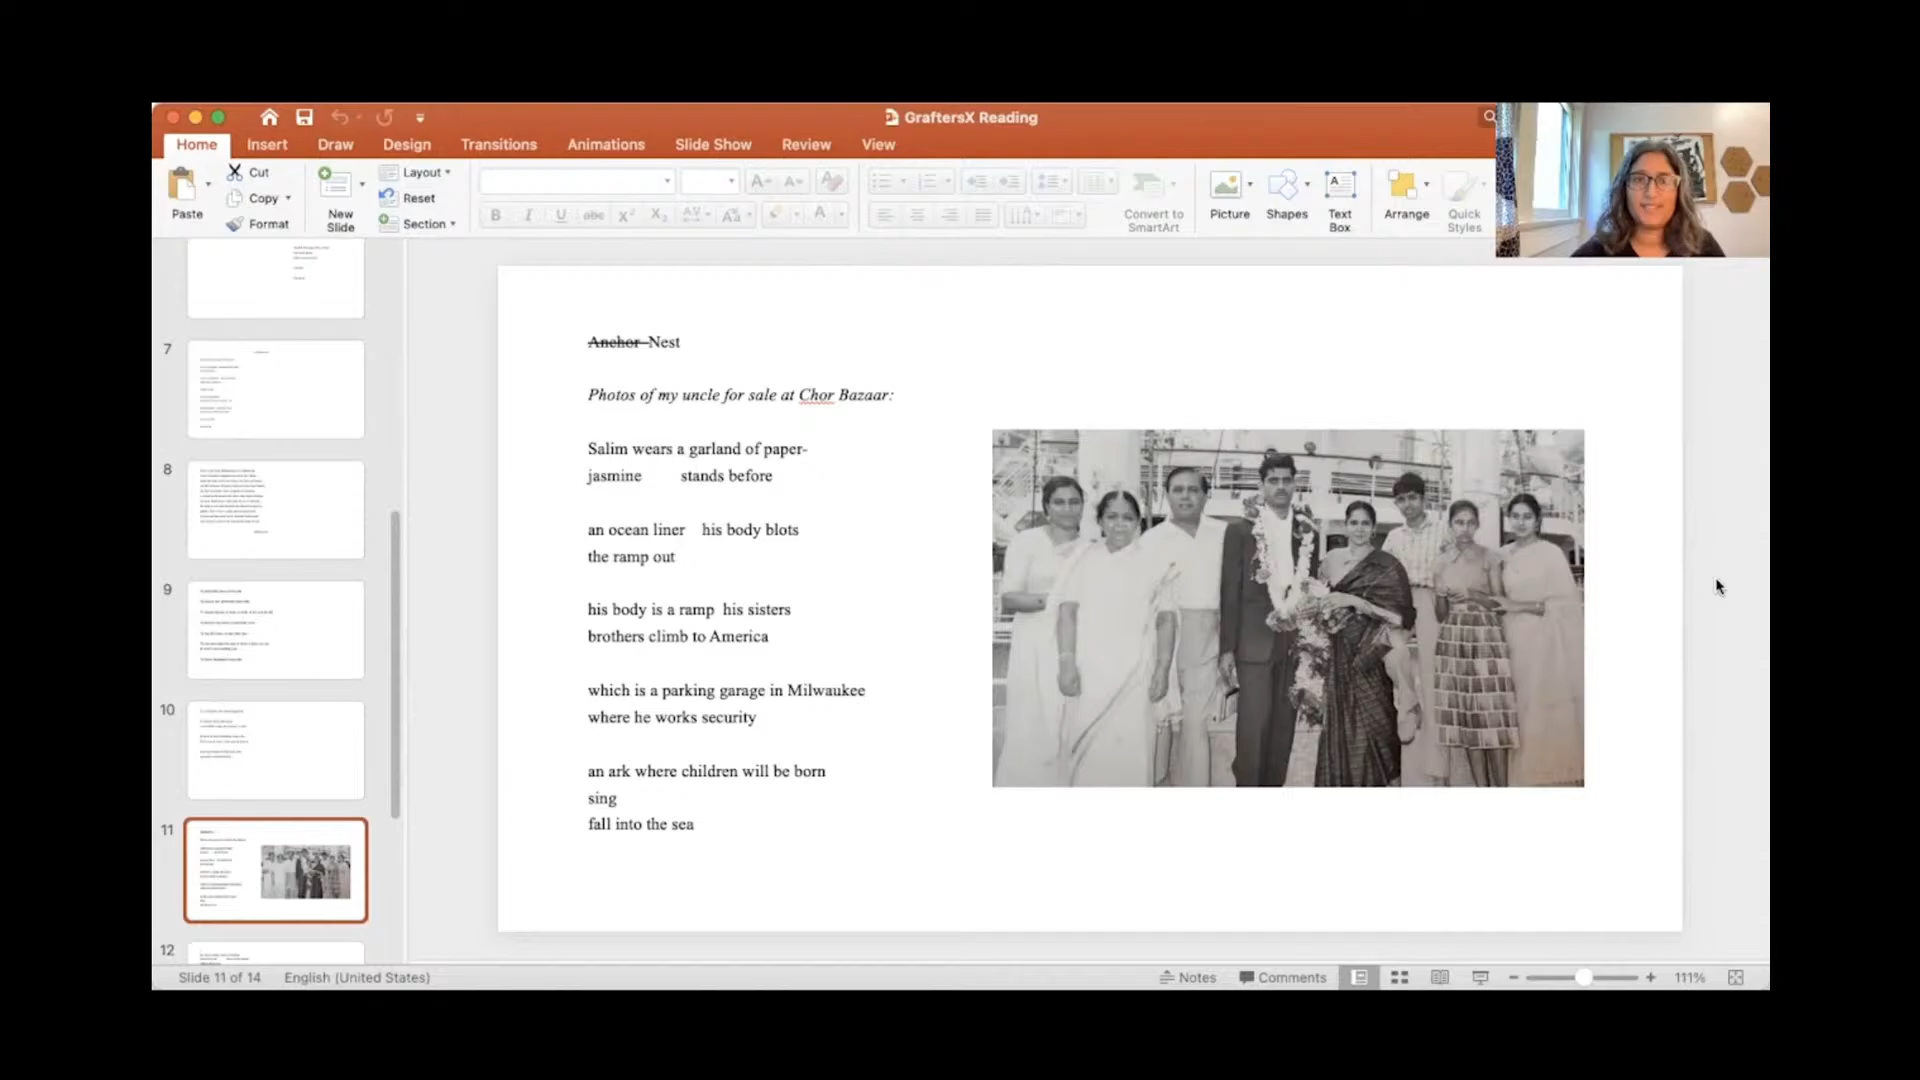 GraftersX Reading
Home Insert Draw Design Transitions Animations Slide Show Review View
Paste
Cut
Copy
Format
New
Slide
Layout
Reset
Section
Convert to
SmartArt
Picture
Shapes
Text
Box
Arrange
Quick
Styles
7
8
9
10
11
12
~~Anchor~~ Nest
Photos of my uncle for sale at Chor Bazaar:
Salim wears a garland of paper-
jasmine stands before
an ocean liner his body blots
the ramp out
his body is a ramp his sisters
brothers climb to America
which is a parking garage in Milwaukee
where he works security
an ark where children will be born
sing
fall into the sea
Slide 11 of 14 English (United States) Notes Comments 111%